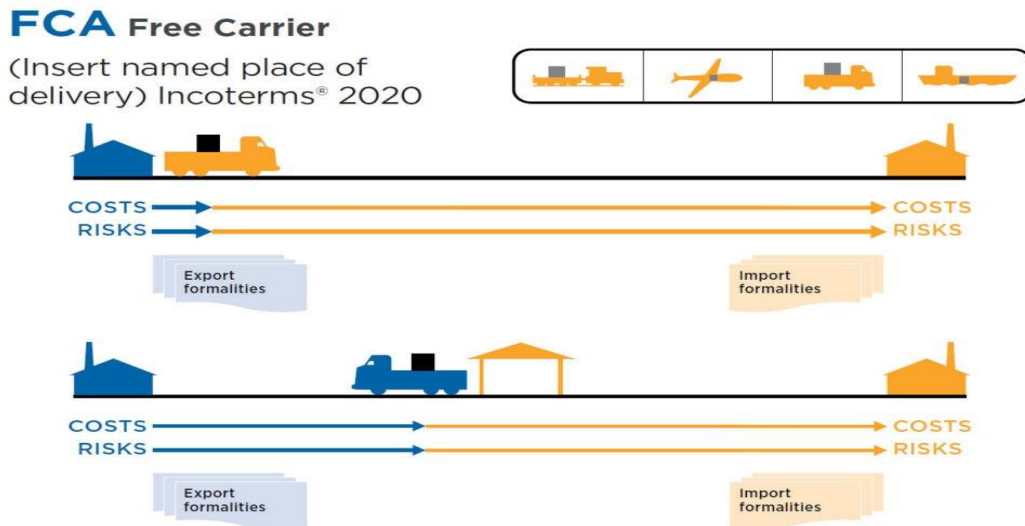 FCA Free Carrier
(Insert named place of
delivery) Incoterms® 2020
COSTS COSTS
RISKS RISKS
Export
formalities
Import
formalities
COSTS COSTS
RISKS RISKS
Export
formalities
Import
formalities